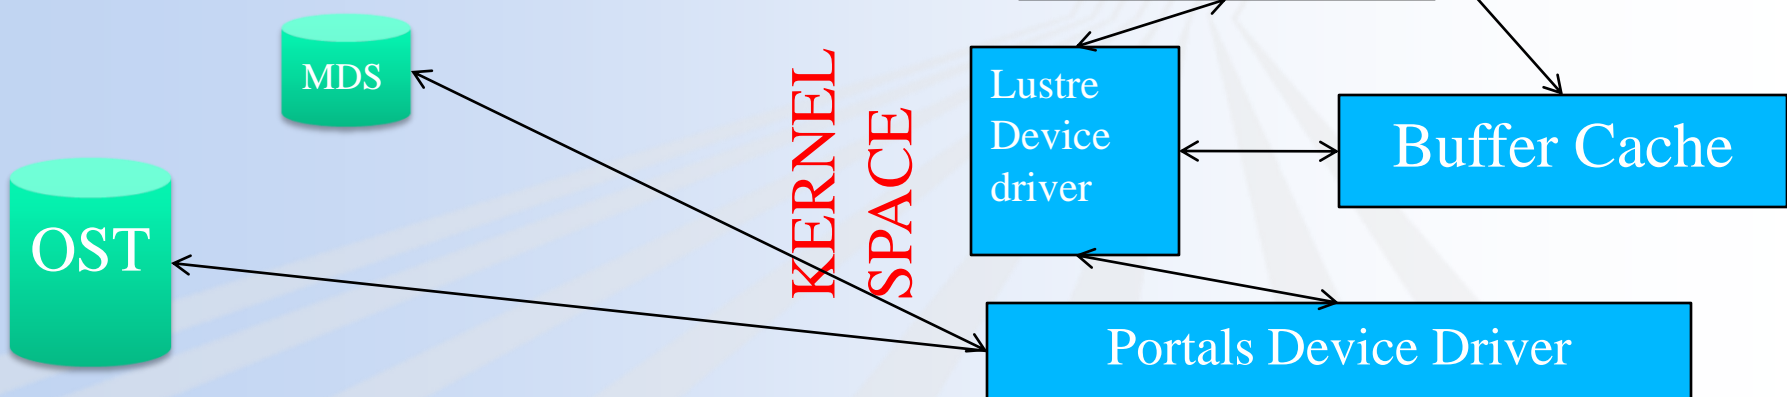 MDS
OST
KERNEL
SPACE
Lustre
Device
driver
Buffer Cache
Portals Device Driver